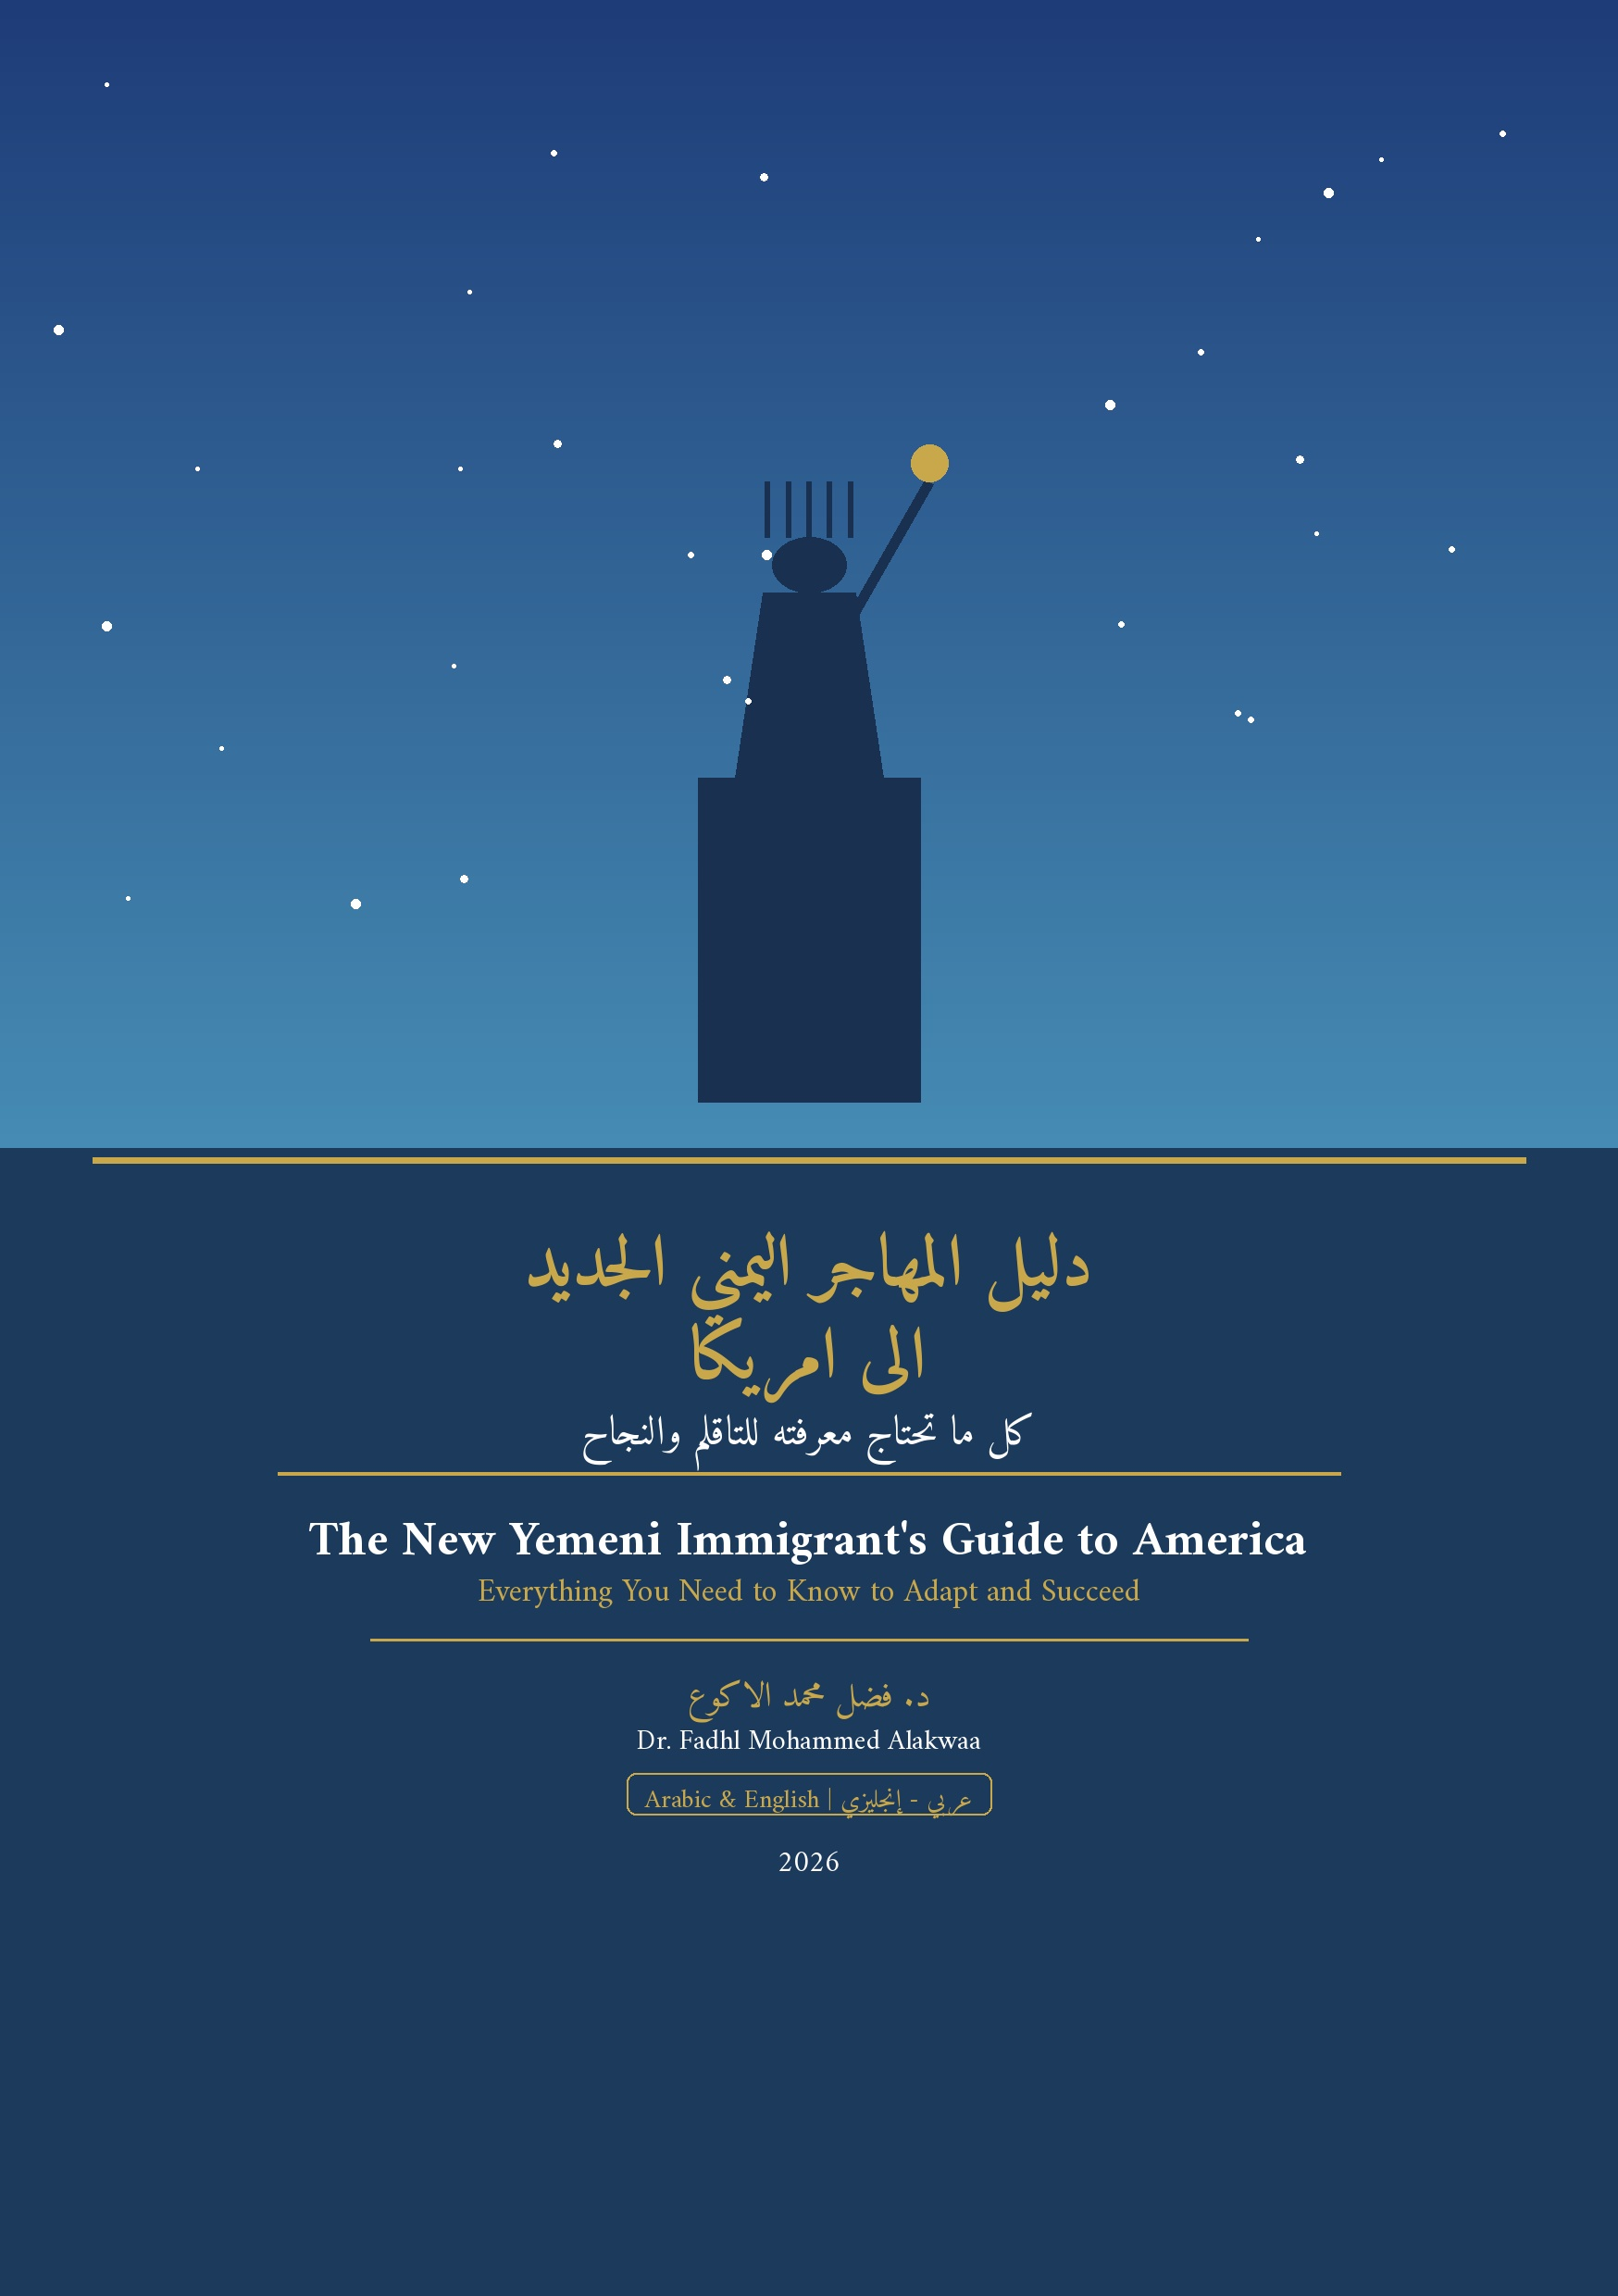 دليل المهاجر اليمني الجديد
الى امريكا
كل ما تحتاج معرفته للتاقلم والنجاح
The New Yemeni Immigrant's Guide to America
Everything You Need to Know to Adapt and Succeed
د. فضل محمد الاكوع
Dr. Fadhl Mohammed Alakwaa
Arabic & English | عربي - إنجليزي
2026